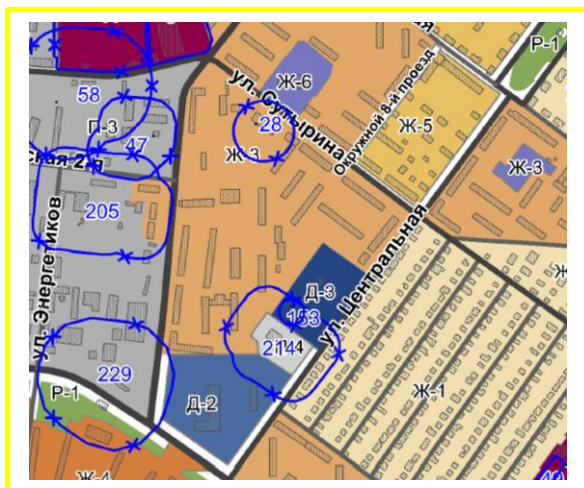 Р-1
Ж-6
58
ул. Сутырина
Окружной 8-й проезд
П-3
28
47
Ж-5
Ж-3
Ж-3
ская 2-я
205
ул. Энергетиков
ул. Центральная
Д-3
153
214
229
Р-1
Д-2
Ж-1
Ж-4